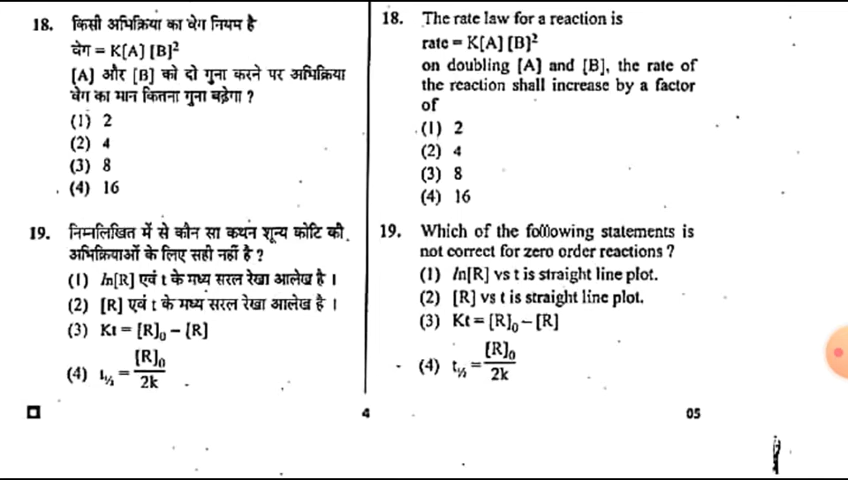 18. किसी अभिक्रिया का वेग नियम है
वेग = K[A] [B]²
[A] और [B] को दो गुना करने पर अभिक्रिया
वेग का मान कितना गुना बढ़ेगा ?
(1) 2
(2) 4
(3) 8
(4) 16
19. निम्नलिखित में से कौन सा कथन शून्य कोटि की
अभिक्रियाओं के लिए सही नहीं है ?
(1) ln[R] एवं t के मध्य सरल रेखा आलेख है ।
(2) [R] एवं t के मध्य सरल रेखा आलेख है ।
(3) Kt = [R]₀ – [R]
(4) t½ = [R]₀/2k
18. The rate law for a reaction is
rate = K[A] [B]²
on doubling [A] and [B], the rate of
the reaction shall increase by a factor
of
(1) 2
(2) 4
(3) 8
(4) 16
19. Which of the following statements is
not correct for zero order reactions ?
(1) ln[R] vs t is straight line plot.
(2) [R] vs t is straight line plot.
(3) Kt = [R]₀ – [R]
(4) t½ = [R]₀/2k
4
05